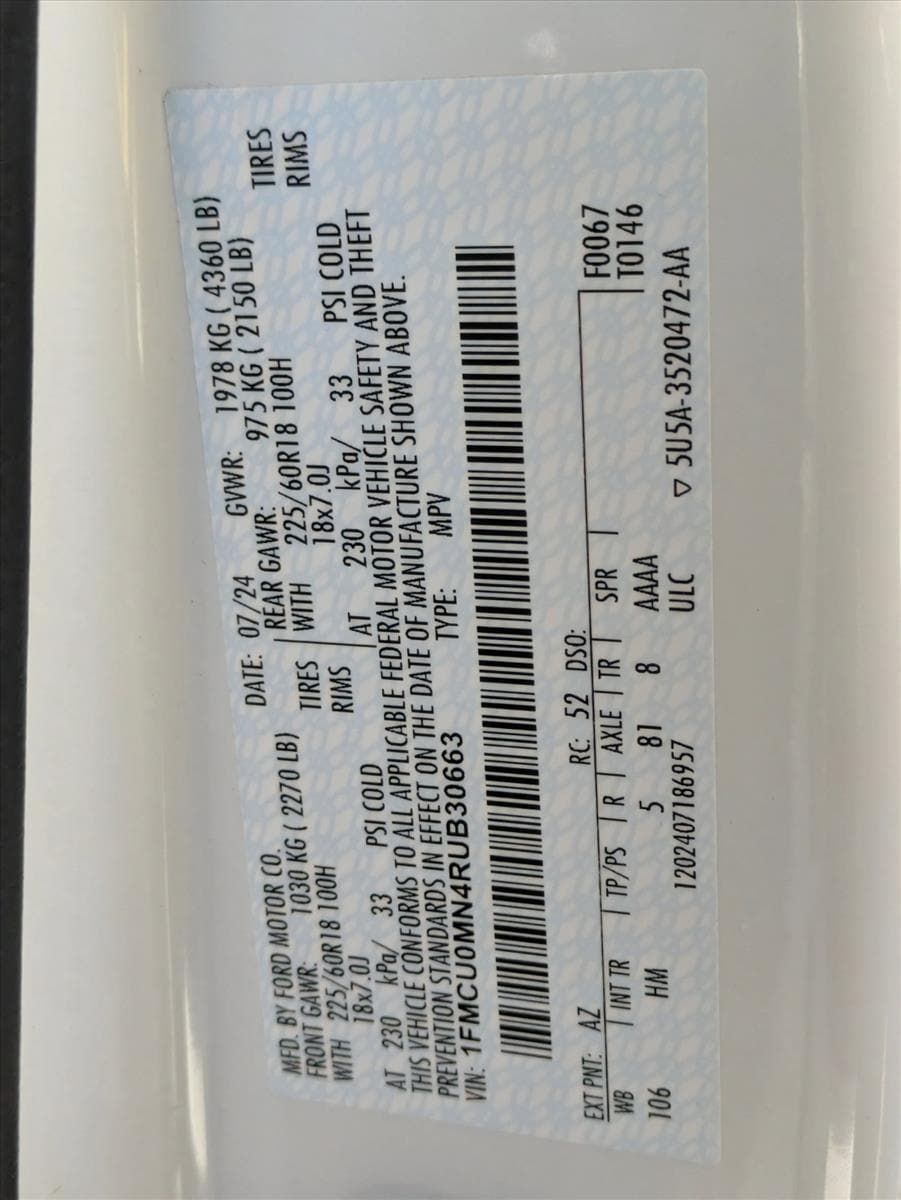 MFD. BY FORD MOTOR CO. DATE: 07/24 GVWR: 1978 KG ( 4360 LB)
FRONT GAWR: 1030 KG ( 2270 LB) REAR GAWR: 975 KG ( 2150 LB)
WITH 225/60R18 100H TIRES WITH 225/60R18 100H TIRES
18x7.0J RIMS 18x7.0J RIMS
AT 230 kPa/ 33 PSI COLD AT 230 kPa/ 33 PSI COLD
THIS VEHICLE CONFORMS TO ALL APPLICABLE FEDERAL MOTOR VEHICLE SAFETY AND THEFT
PREVENTION STANDARDS IN EFFECT ON THE DATE OF MANUFACTURE SHOWN ABOVE.
VIN: 1FMCU0MN4RUB30663 TYPE: MPV
EXT PNT: AZ RC: 52 DSO:
WB INT TR TP/PS R AXLE TR SPR F0067
106 HM 5 81 8 AAAA T0146
1202407186957 ULC ▽ 5U5A-3520472-AA